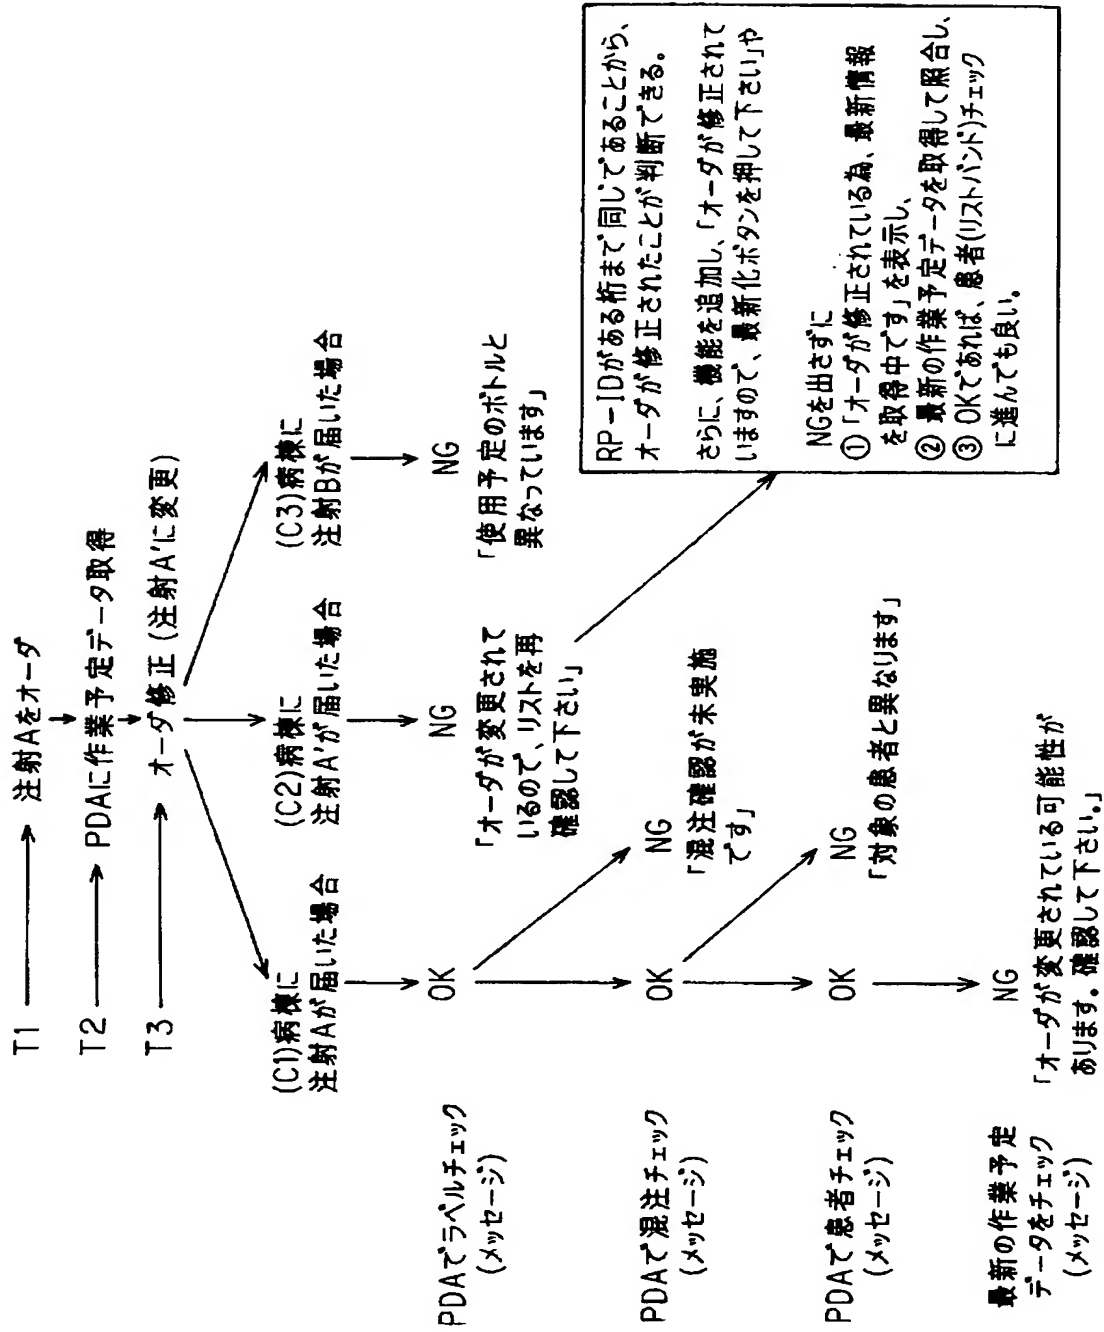 T1
注射Aをオーダ
T2
PDAに作業予定データ取得
T3
オーダ修正(注射A'に変更)
(C1)病棟に
注射Aが届いた場合
(C2)病棟に
注射A'が届いた場合
(C3)病棟に
注射Bが届いた場合
PDAでラベルチェック
(メッセージ)
OK
NG
「オーダが変更されて
いるので、リストを再
確認して下さい」
NG
「使用予定のボトルと
異なっています」
PDAで混注チェック
(メッセージ)
OK
NG
「混注確認が未実施
です」
PDAで患者チェック
(メッセージ)
OK
NG
「対象の患者と異なります」
最新の作業予定
データをチェック
(メッセージ)
NG
「オーダが変更されている可能性が
あります。確認して下さい。」
RP-IDがある桁まで同じであることから、
オーダが修正されたことが判断できる。
さらに、機能を追加し、「オーダが修正されて
いますので、最新化ボタンを押して下さい」や
NGを出さずに
①「オーダが修正されている為、最新情報
を取得中です」を表示し、
② 最新の作業予定データを取得して照合し、
③ OKであれば、患者(リストバンド)チェック
に進んでも良い。